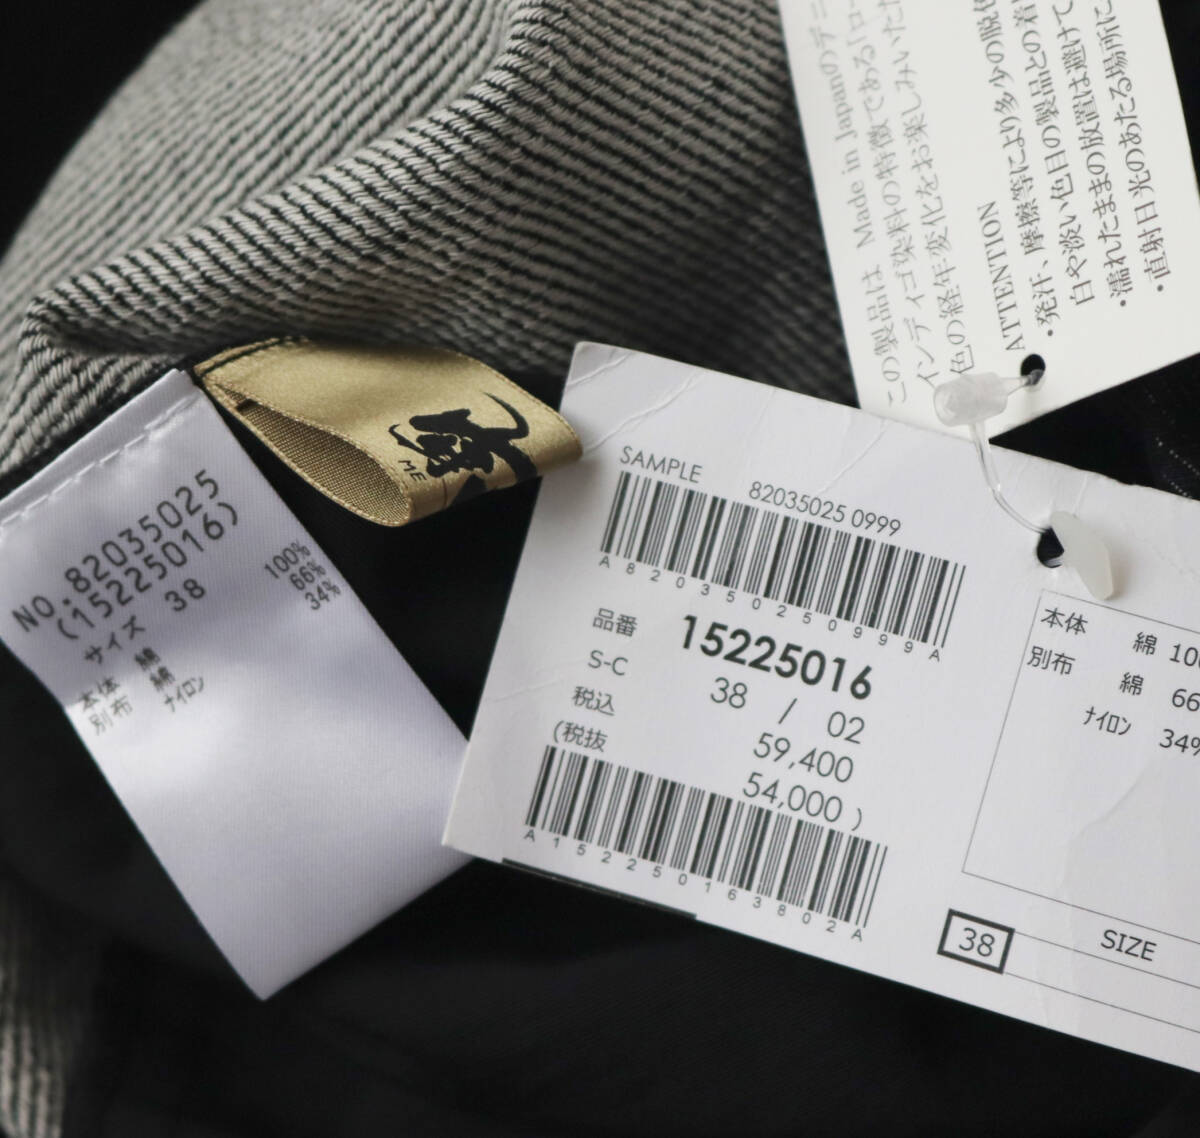 この製品は Made in Japanのデニ
インディゴ染料の特徴である「ロー
色の経年変化をお楽しみいただ
ATTENTION
・発汗、摩擦等により多少の脱色
白や淡い色目の製品との着
・濡れたままの放置は避けて
・直射日光のあたる場所に
ME
NO.82035025
(15225016)
サイズ 38
本体 綿 100%
別布 綿 66%
ナイロン 34%
SAMPLE 82035025 0999
A820350250999A
品番 15225016
S-C 38 / 02
税込 59,400
(税抜 54,000 )
A152250163802A
本体 綿 100
別布 綿 66
ナイロン 34%
38 SIZE